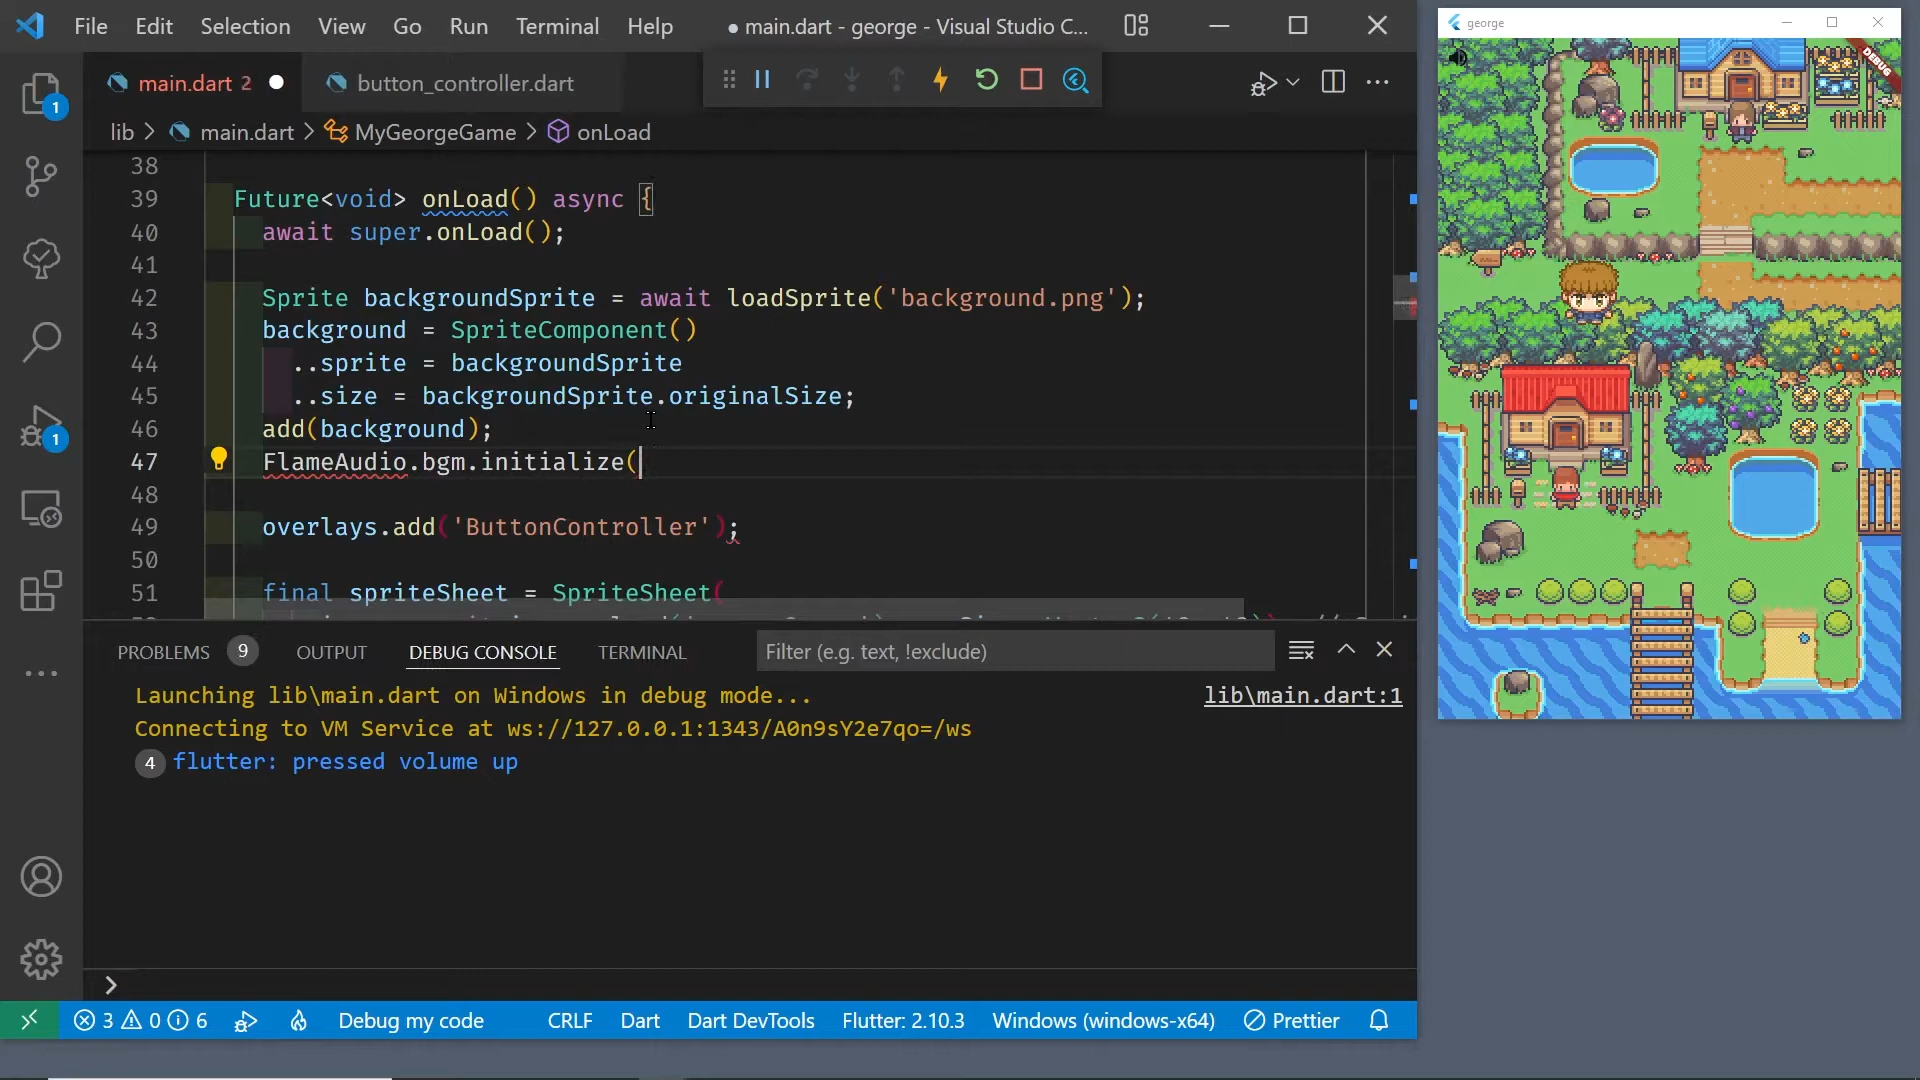 File Edit Selection View Go Run Terminal Help ● main.dart - george - Visual Studio C...
george
main.dart 2 ● button_controller.dart
DEBUG
lib > main.dart > MyGeorgeGame > onLoad
1
38
39 Future<void> onLoad() async {
40 await super.onLoad();
41
42 Sprite backgroundSprite = await loadSprite('background.png');
43 background = SpriteComponent()
44 ..sprite = backgroundSprite
45 ..size = backgroundSprite.originalSize;
46 add(background);
1
47 FlameAudio.bgm.initialize(
48
49 overlays.add('ButtonController');
50
51 final spriteSheet = SpriteSheet(
PROBLEMS 9 OUTPUT DEBUG CONSOLE TERMINAL Filter (e.g. text, !exclude)
Launching lib\main.dart on Windows in debug mode... lib\main.dart:1
Connecting to VM Service at ws://127.0.0.1:1343/A0n9sY2e7qo=/ws
4 flutter: pressed volume up
3 0 6 Debug my code CRLF Dart Dart DevTools Flutter: 2.10.3 Windows (windows-x64) Prettier